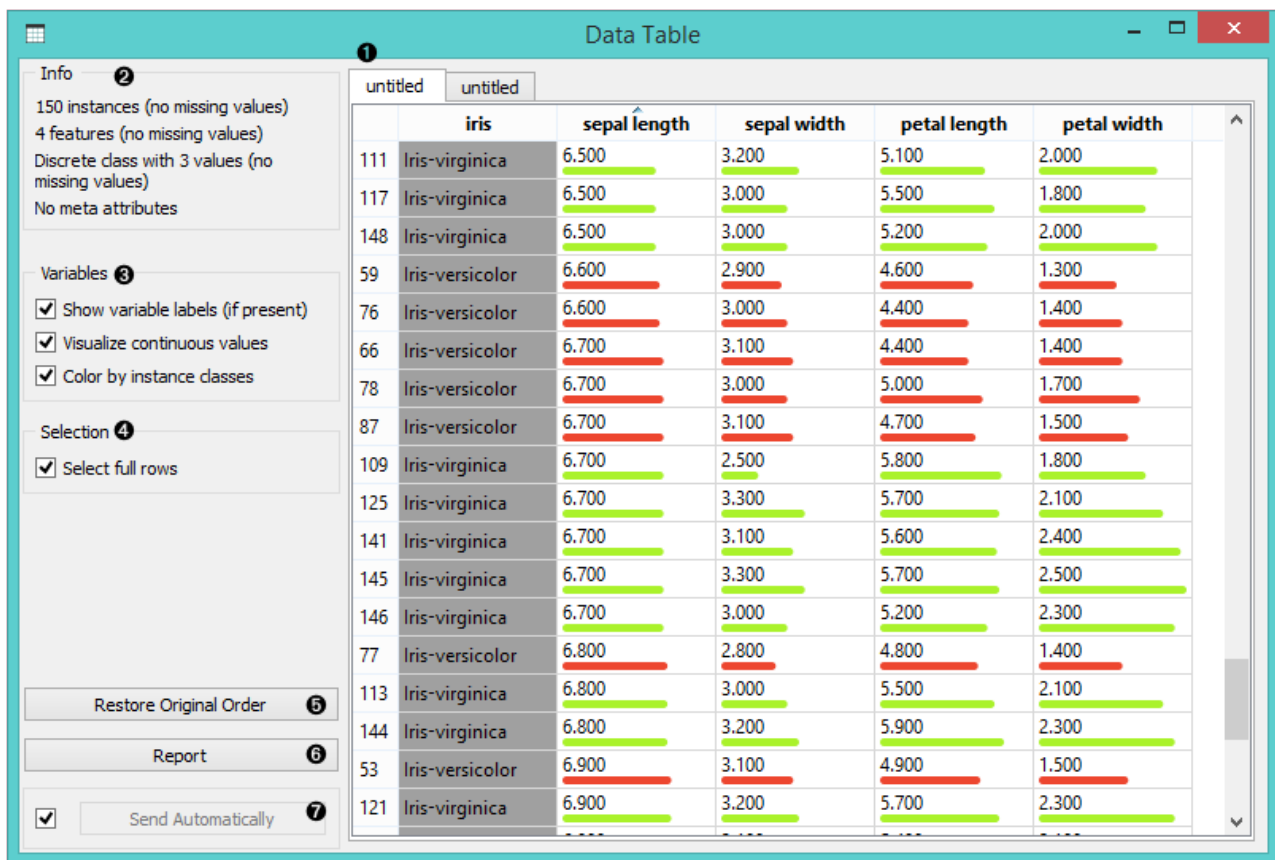 Data Table
❶
Info ❷
150 instances (no missing values)
4 features (no missing values)
Discrete class with 3 values (no
missing values)
No meta attributes
Variables ❸
Show variable labels (if present)
Visualize continuous values
Color by instance classes
Selection ❹
Select full rows
Restore Original Order ❺
Report ❻
Send Automatically ❼
untitled untitled
iris sepal length sepal width petal length petal width
111 Iris-virginica 6.500 3.200 5.100 2.000
117 Iris-virginica 6.500 3.000 5.500 1.800
148 Iris-virginica 6.500 3.000 5.200 2.000
59 Iris-versicolor 6.600 2.900 4.600 1.300
76 Iris-versicolor 6.600 3.000 4.400 1.400
66 Iris-versicolor 6.700 3.100 4.400 1.400
78 Iris-versicolor 6.700 3.000 5.000 1.700
87 Iris-versicolor 6.700 3.100 4.700 1.500
109 Iris-virginica 6.700 2.500 5.800 1.800
125 Iris-virginica 6.700 3.300 5.700 2.100
141 Iris-virginica 6.700 3.100 5.600 2.400
145 Iris-virginica 6.700 3.300 5.700 2.500
146 Iris-virginica 6.700 3.000 5.200 2.300
77 Iris-versicolor 6.800 2.800 4.800 1.400
113 Iris-virginica 6.800 3.000 5.500 2.100
144 Iris-virginica 6.800 3.200 5.900 2.300
53 Iris-versicolor 6.900 3.100 4.900 1.500
121 Iris-virginica 6.900 3.200 5.700 2.300